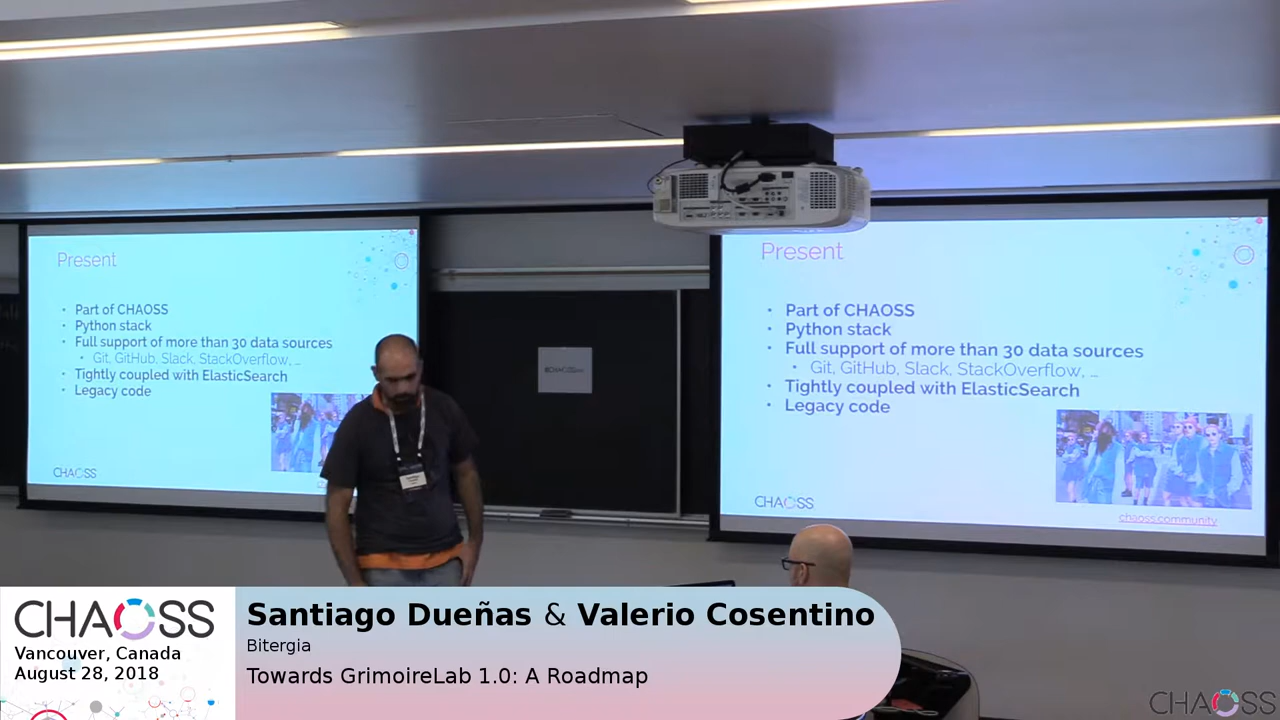 Present
• Part of CHAOSS
• Python stack
• Full support of more than 30 data sources
• Git, GitHub, Slack, StackOverflow, ...
• Tightly coupled with ElasticSearch
• Legacy code
CHAOSS
Present
• Part of CHAOSS
• Python stack
• Full support of more than 30 data sources
• Git, GitHub, Slack, StackOverflow, ...
• Tightly coupled with ElasticSearch
• Legacy code
CHAOSS
chaoss.community
CHAOSS
Vancouver, Canada
August 28, 2018
Santiago Dueñas & Valerio Cosentino
Bitergia
Towards GrimoireLab 1.0: A Roadmap
CHAOSS